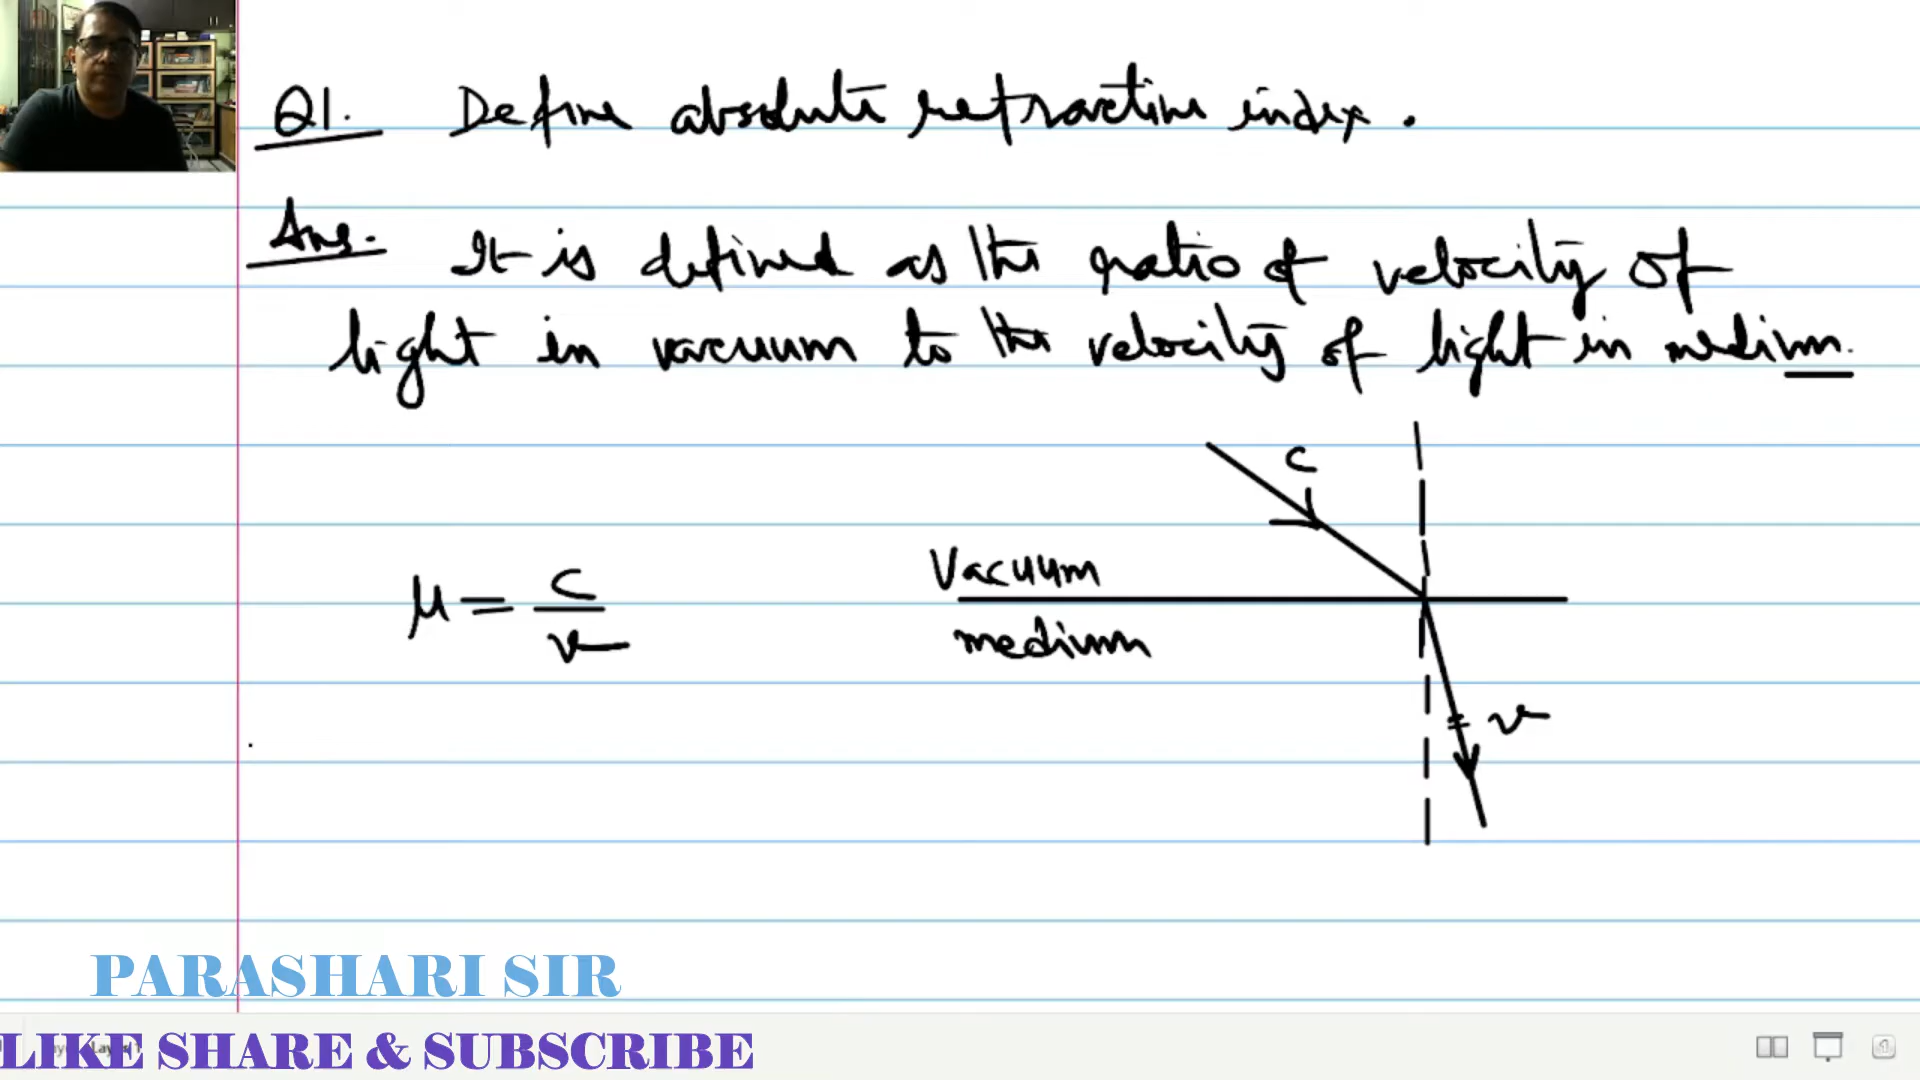 Q1. Define absolute refractive index.
Ans. It is defined as the ratio of velocity of
light in vacuum to the velocity of light in medium.
c
Vacuum
μ = c/v
medium
v
PARASHARI SIR
LIKE SHARE & SUBSCRIBE